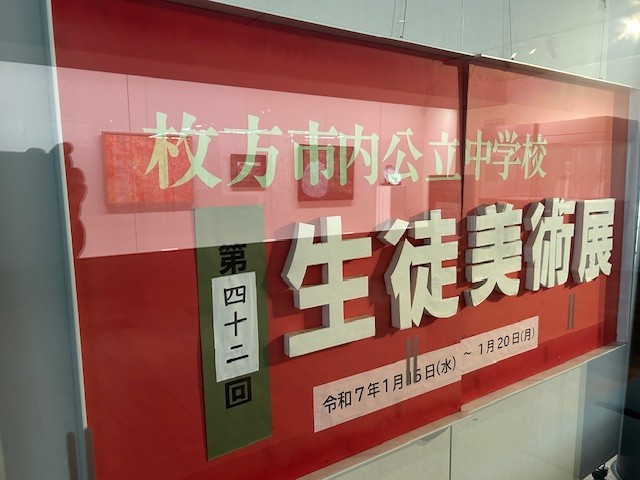 枚方市内公立中学校
第四十二回
生徒美術展
令和7年1月15日(水) ～ 1月20日(月)